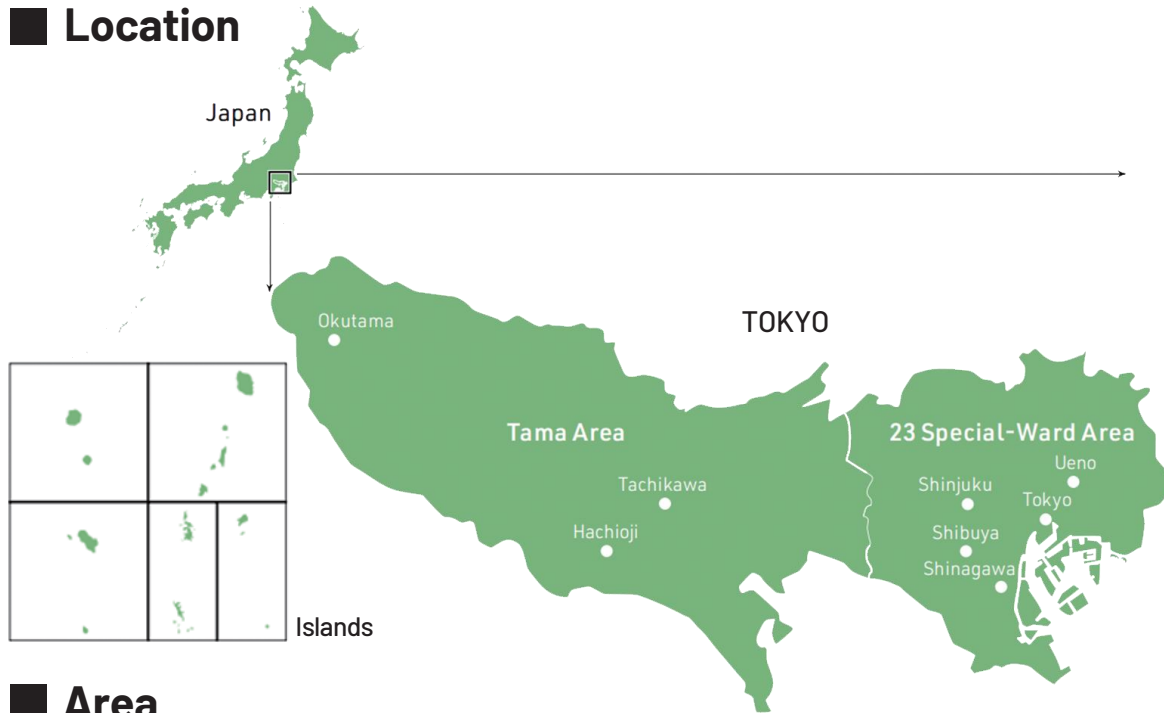 Location
Japan
TOKYO
Okutama
Tama Area
23 Special-Ward Area
Ueno
Tachikawa
Shinjuku
Tokyo
Hachioji
Shibuya
Shinagawa
Islands
Area